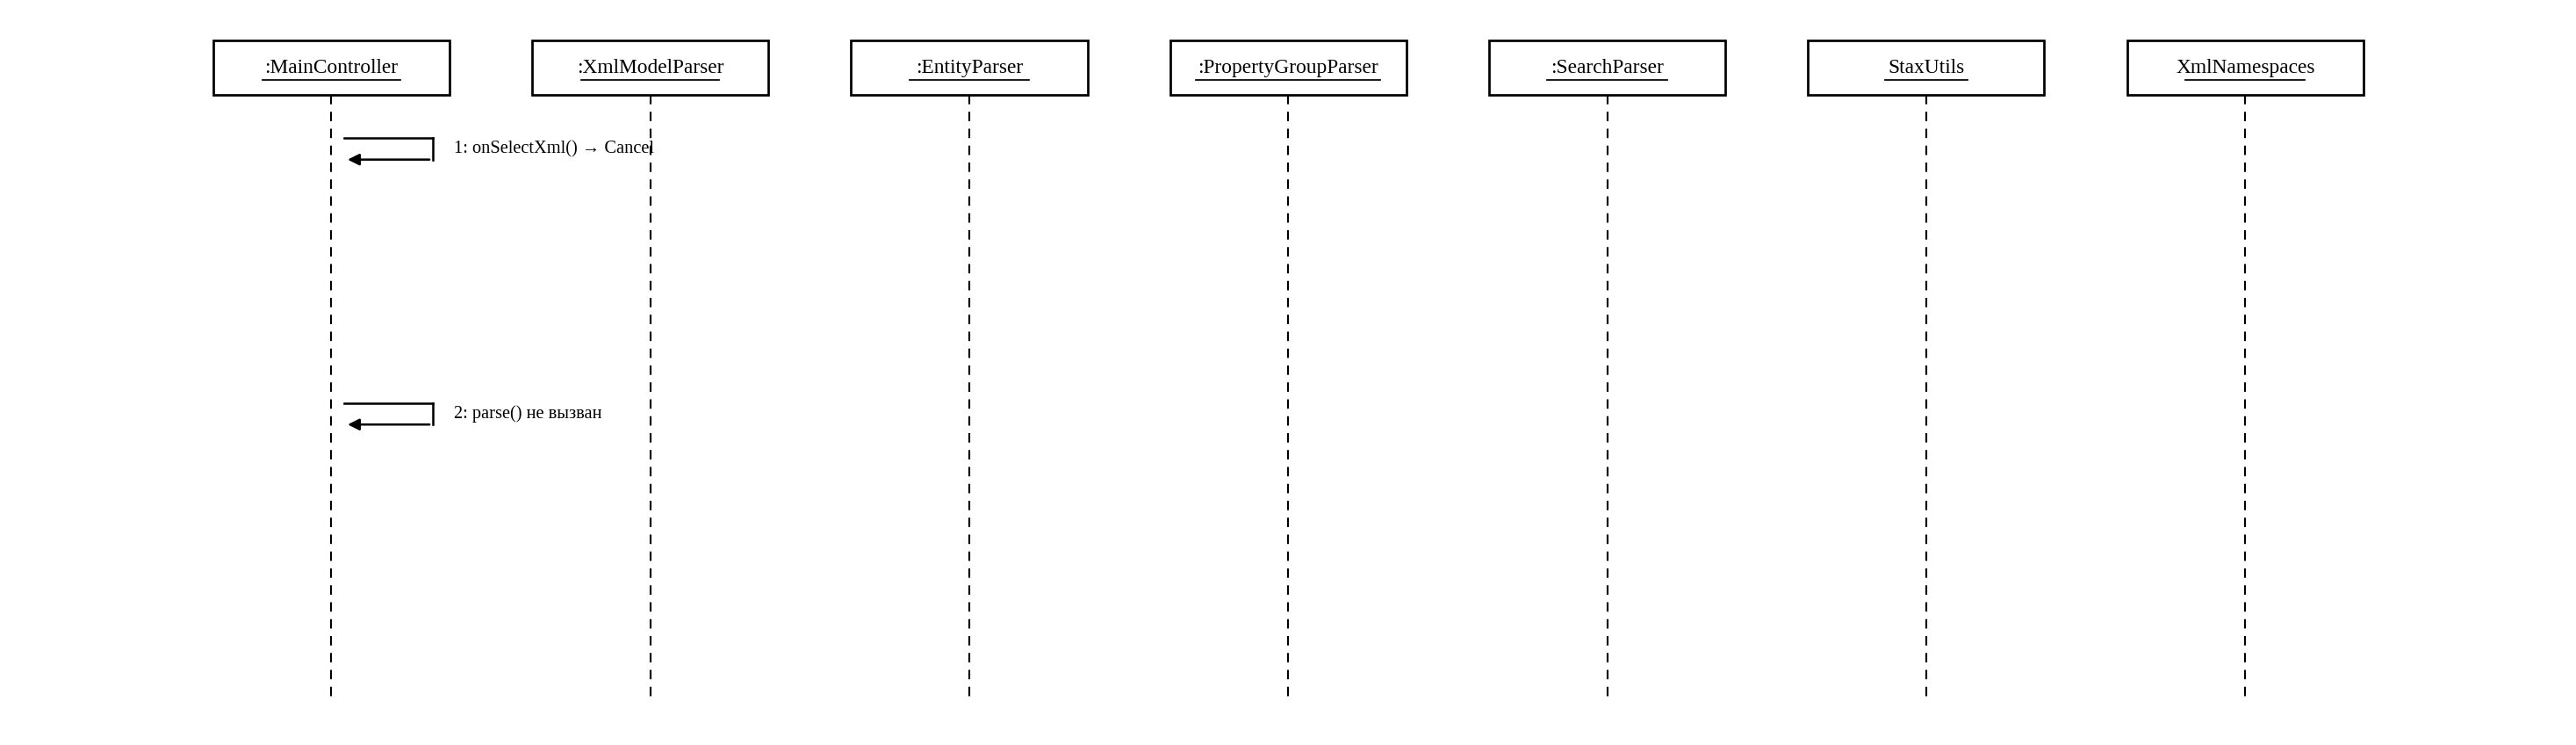 :MainController
:XmlModelParser
:EntityParser
:PropertyGroupParser
:SearchParser
StaxUtils
XmlNamespaces
1: onSelectXml() → Cancel
2: parse() не вызван